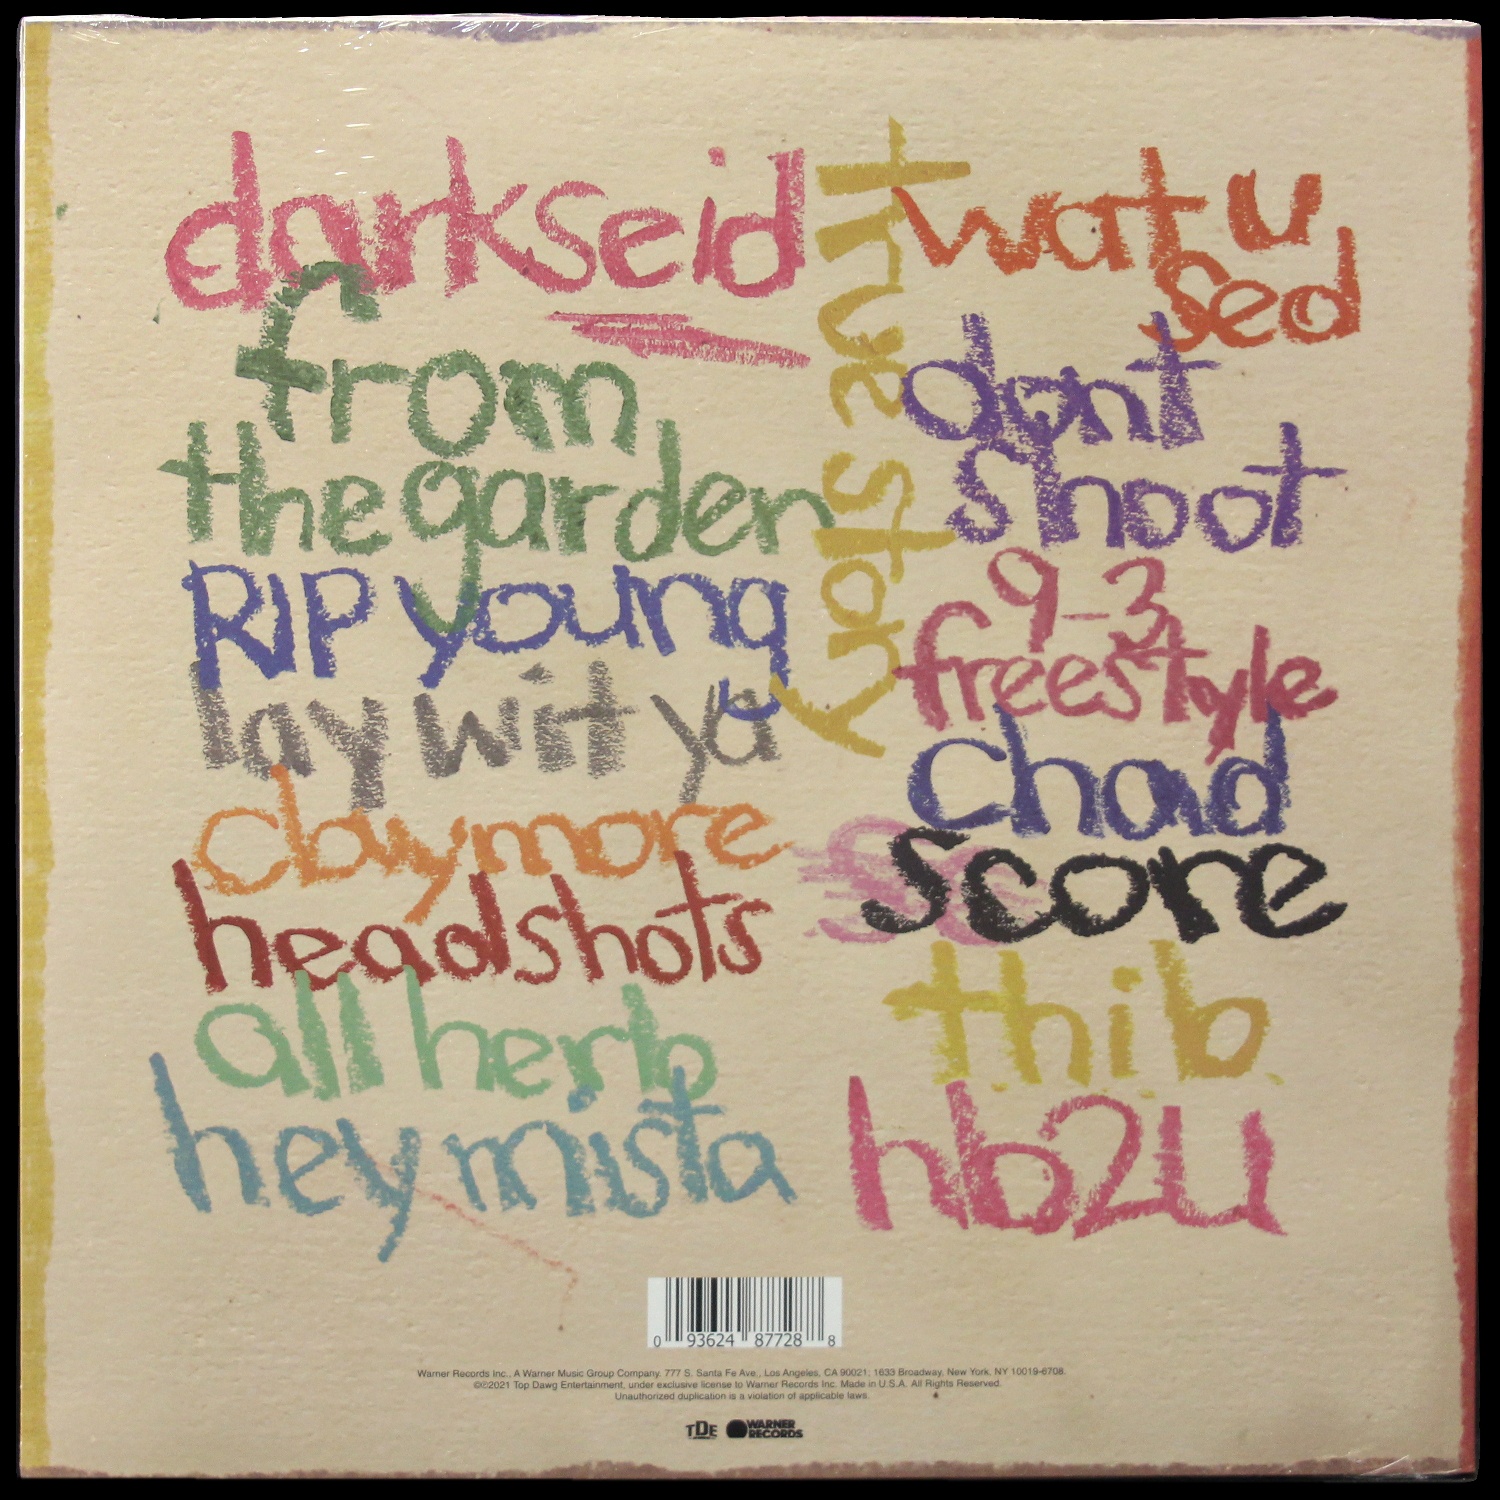 darkseid
from
the garden
RIP young
lay wit ya
claymore
headshots
all herb
hey mista
true story
wat u
sed
dont
shoot
9-3
freestyle
chad
score
thib
hb2u
0 93624 87728 8
Warner Records Inc., A Warner Music Group Company. 777 S. Santa Fe Ave., Los Angeles, CA 90021; 1633 Broadway, New York, NY 10019-6708.
©℗2021 Top Dawg Entertainment, under exclusive license to Warner Records Inc. Made in U.S.A. All Rights Reserved.
Unauthorized duplication is a violation of applicable laws.
TDE WARNER RECORDS